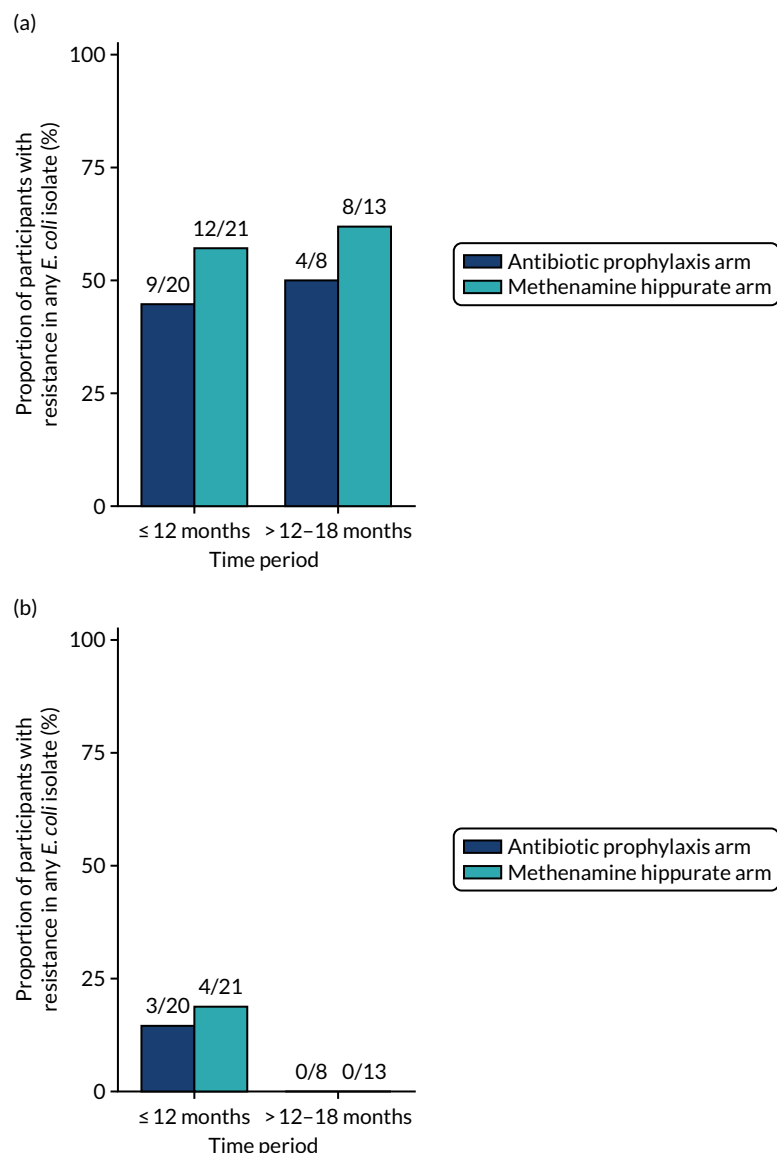 (a)
Proportion of participants with
resistance in any E. coli isolate (%)
100
75
50
25
0
9/20
12/21
4/8
8/13
≤ 12 months
> 12–18 months
Time period
Antibiotic prophylaxis arm
Methenamine hippurate arm
(b)
Proportion of participants with
resistance in any E. coli isolate (%)
100
75
50
25
0
3/20
4/21
0/8
0/13
≤ 12 months
> 12–18 months
Time period
Antibiotic prophylaxis arm
Methenamine hippurate arm